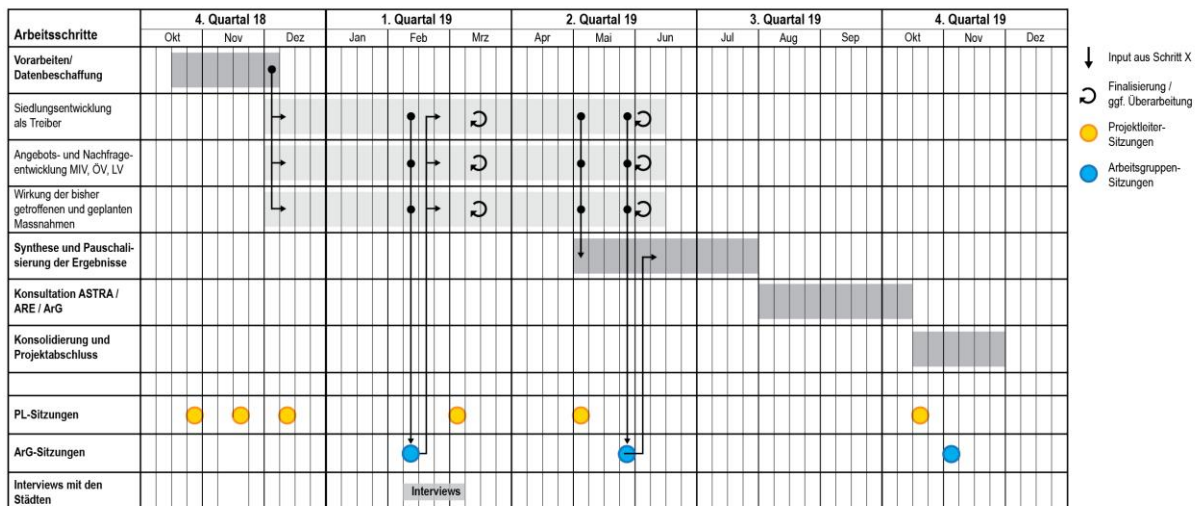 4. Quartal 18
1. Quartal 19
2. Quartal 19
3. Quartal 19
4. Quartal 19
Arbeitsschritte
Okt
Nov
Dez
Jan
Feb
Mrz
Apr
Mai
Jun
Jul
Aug
Sep
Okt
Nov
Dez
Vorarbeiten/
Datenbeschaffung
Siedlungsentwicklung
als Treiber
Angebots- und Nachfrage-
entwicklung MIV, ÖV, LV
Wirkung der bisher
getroffenen und geplanten
Massnahmen
Synthese und Pauschali-
sierung der Ergebnisse
Konsultation ASTRA /
ARE / ArG
Konsolidierung und
Projektabschluss
PL-Sitzungen
ArG-Sitzungen
Interviews mit den
Städten
Interviews
Input aus Schritt X
Finalisierung /
ggf. Überarbeitung
Projektleiter-
Sitzungen
Arbeitsgruppen-
Sitzungen